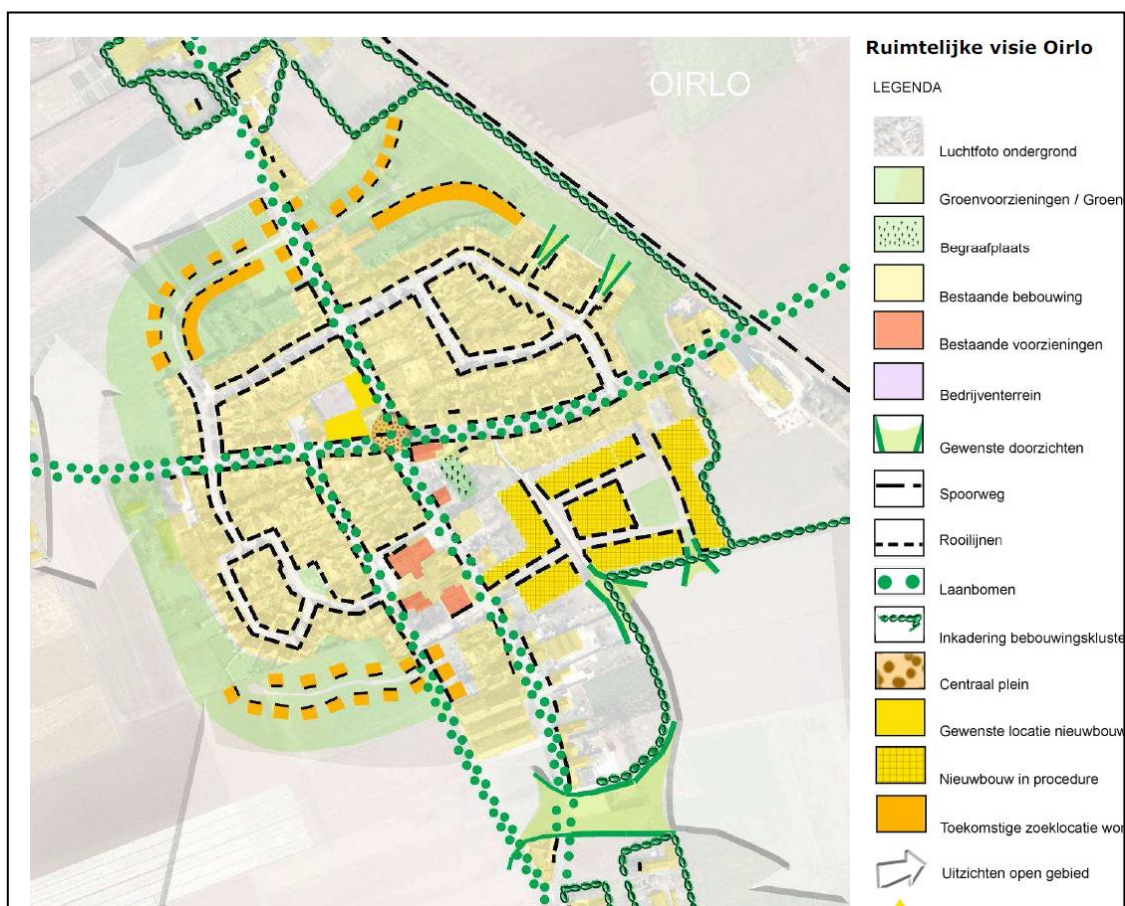 Ruimtelijke visie Oirlo
OIRLO
LEGENDA
Luchtfoto ondergrond
Groenvoorzieningen / Groen
Begraafplaats
Bestaande bebouwing
Bestaande voorzieningen
Bedrijventerrein
Gewenste doorzichten
Spoorweg
Rooilijnen
Laanbomen
Inkadering bebouwingskluste
Centraal plein
Gewenste locatie nieuwbouw
Nieuwbouw in procedure
Toekomstige zoeklocatie wor
Uitzichten open gebied